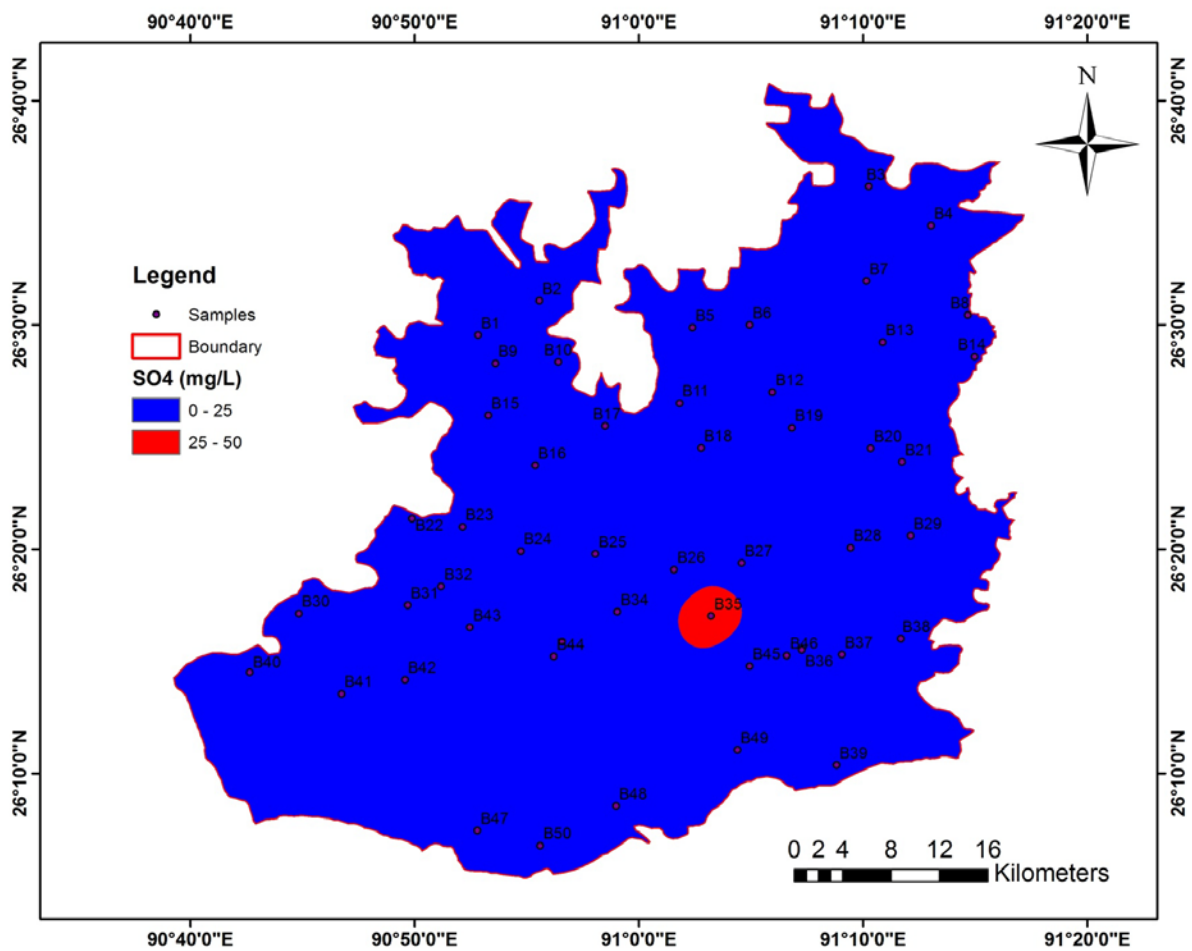 90°40'0"E 90°50'0"E 91°0'0"E 91°10'0"E 91°20'0"E
26°40'0"N 26°40'0"N
N
B3
B4
Legend
B7
Samples
B2
B8
26°30'0"N 26°30'0"N
B1
B5
B6
B13
Boundary
B9
B10
B14
SO4 (mg/L)
B12
B11
0 - 25
B15
B17
25 - 50
B19
B18
B20
B21
B16
B22
B23
B29
26°20'0"N 26°20'0"N
B24
B25
B27
B28
B26
B32
B31
B30
B34
B35
B43
B38
B44
B46
B37
B45
B36
B40
B42
B41
B49
B39
26°10'0"N 26°10'0"N
B48
B47
B50
0 2 4 8 12 16
Kilometers
90°40'0"E 90°50'0"E 91°0'0"E 91°10'0"E 91°20'0"E